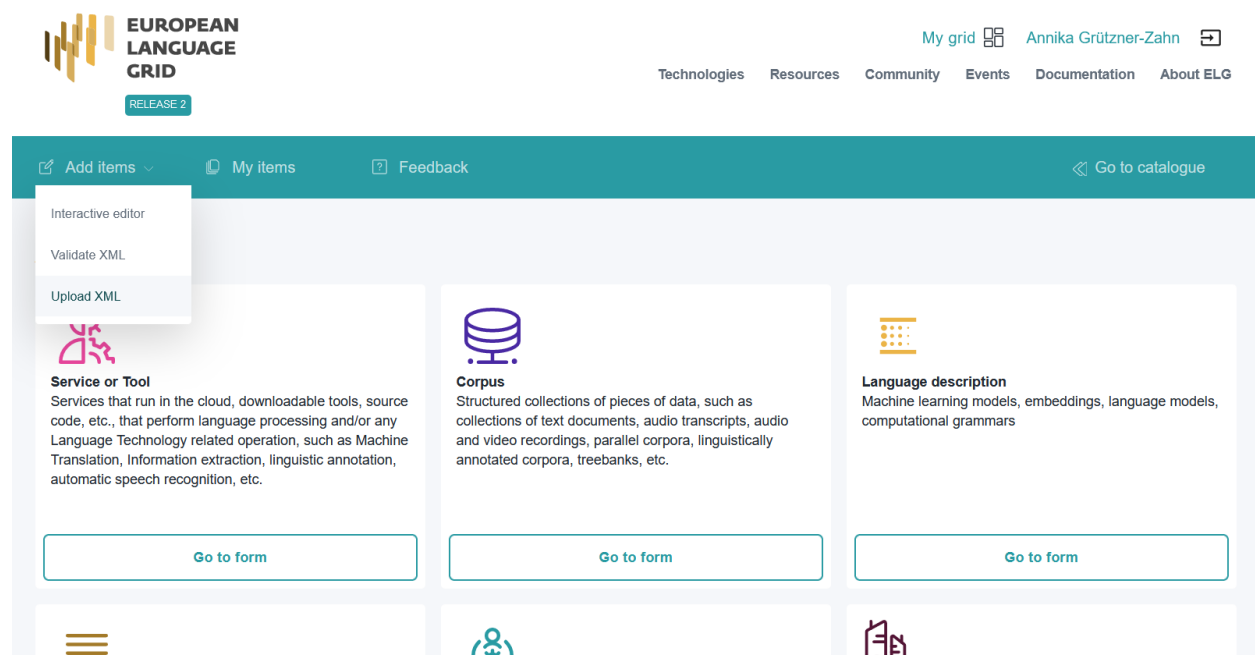 EUROPEAN
LANGUAGE
GRID
RELEASE 2
My grid
Annika Grützner-Zahn
Technologies Resources Community Events Documentation About ELG
Add items
My items
? Feedback
Go to catalogue
Interactive editor
Validate XML
Upload XML
Service or Tool
Services that run in the cloud, downloadable tools, source
code, etc., that perform language processing and/or any
Language Technology related operation, such as Machine
Translation, Information extraction, linguistic annotation,
automatic speech recognition, etc.
Go to form
Corpus
Structured collections of pieces of data, such as
collections of text documents, audio transcripts, audio
and video recordings, parallel corpora, linguistically
annotated corpora, treebanks, etc.
Go to form
Language description
Machine learning models, embeddings, language models,
computational grammars
Go to form